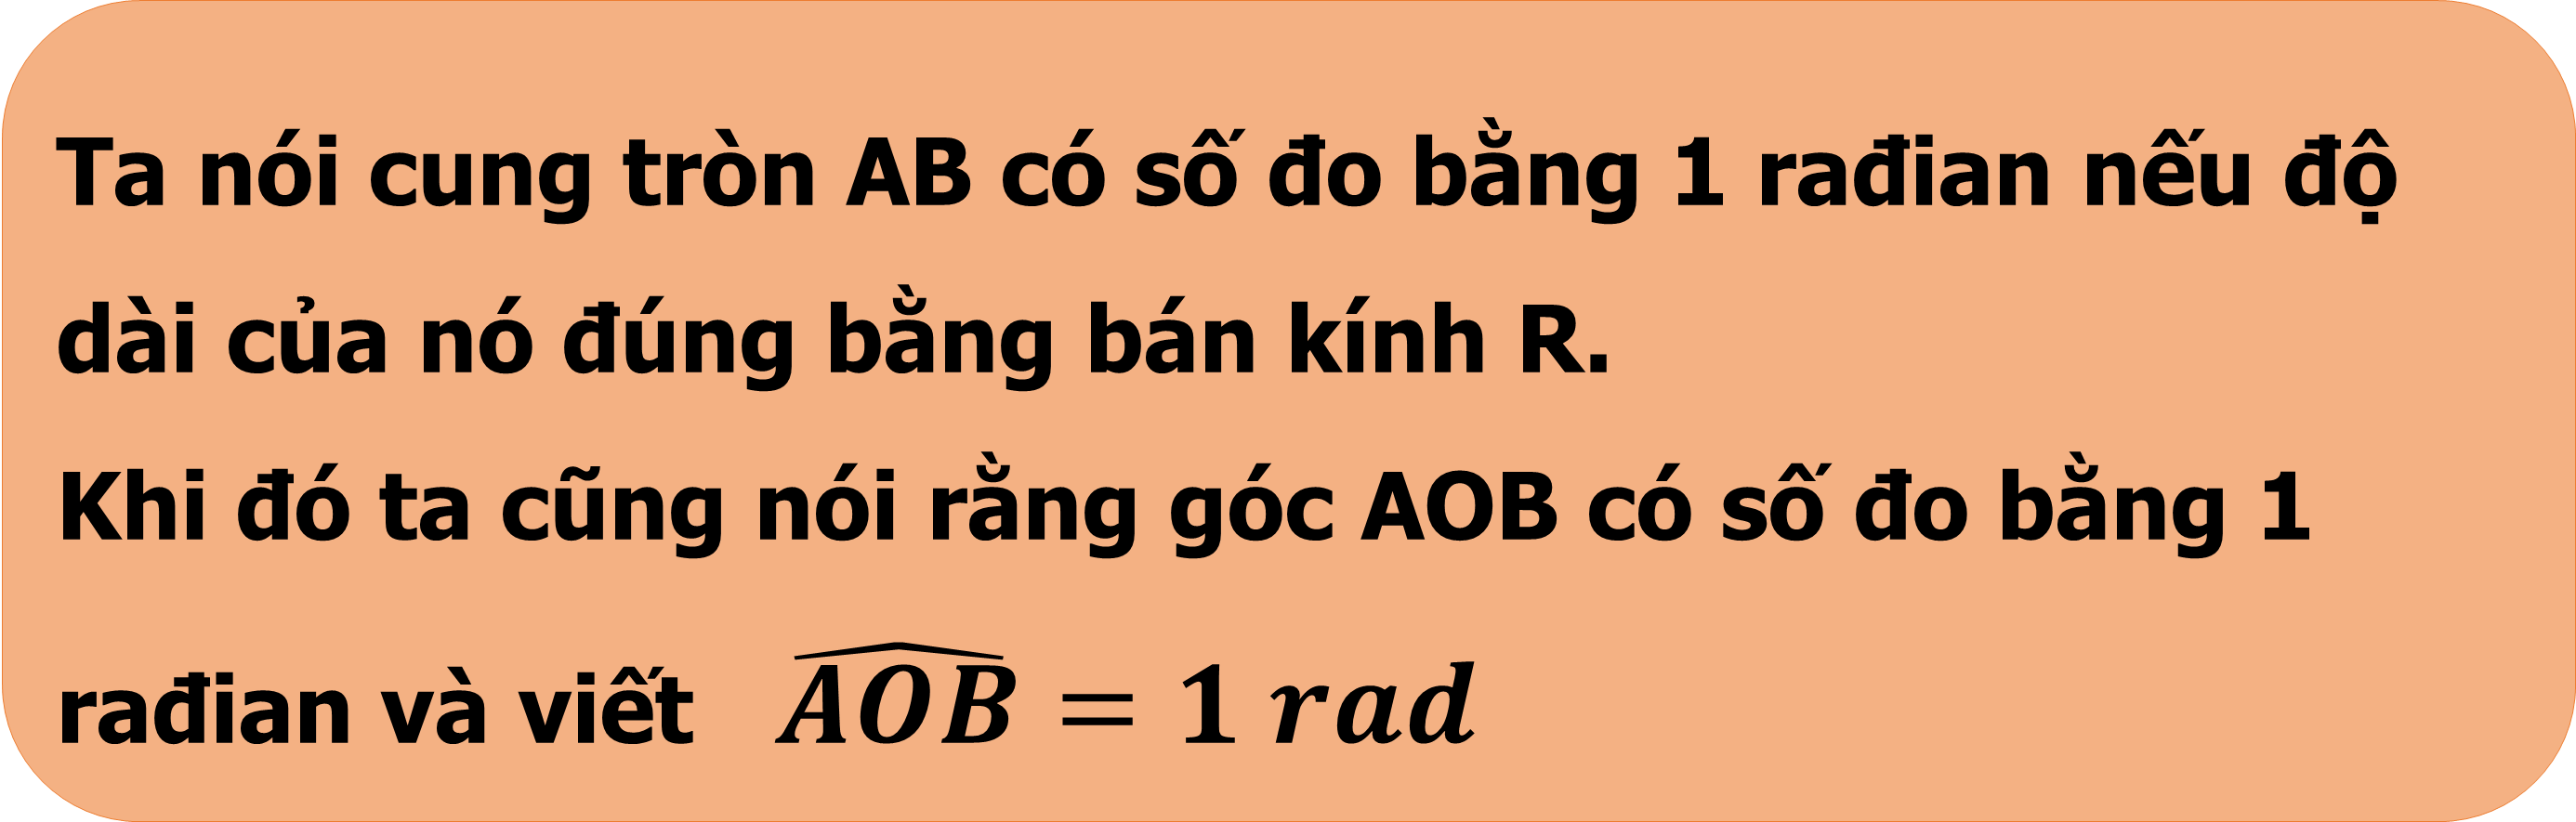 Ta nói cung tròn AB có số đo bằng 1 rađian nếu độ
dài của nó đúng bằng bán kính R.
Khi đó ta cũng nói rằng góc AOB có số đo bằng 1
rađian và viết $\widehat{AOB} = 1\ rad$